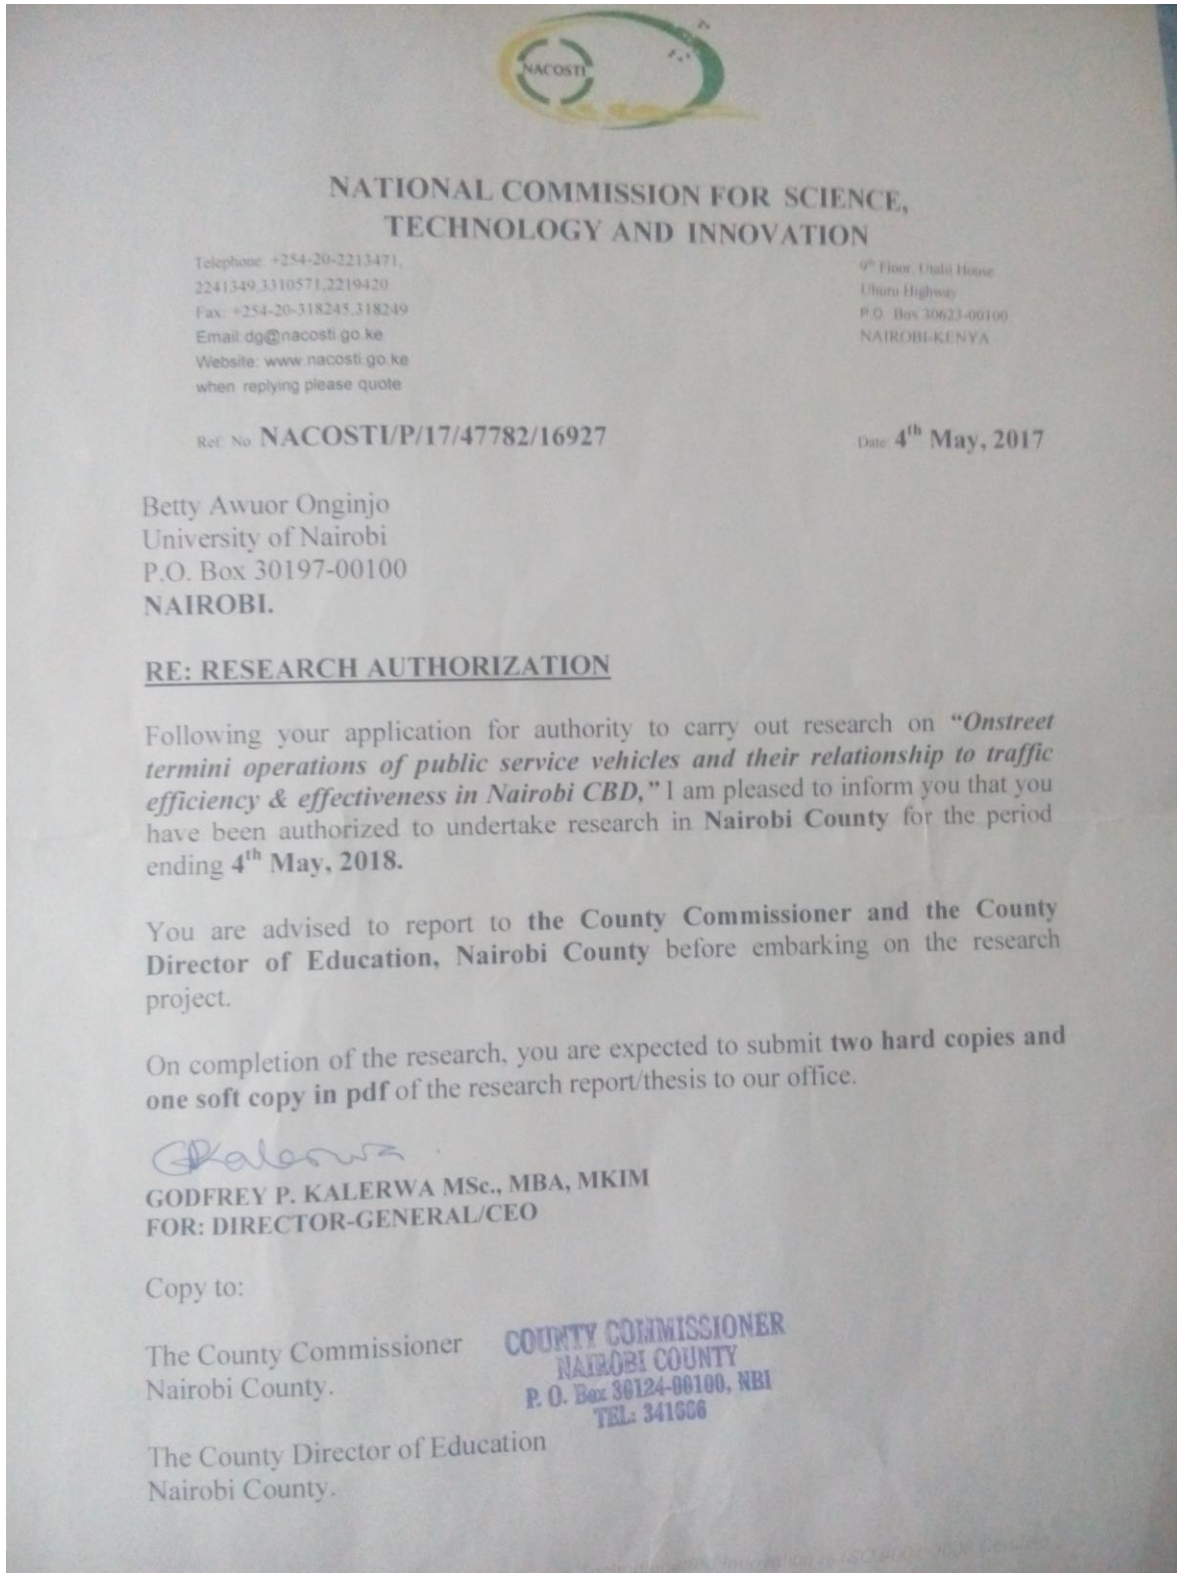 NACOSTI
NATIONAL COMMISSION FOR SCIENCE,
TECHNOLOGY AND INNOVATION
Telephone: +254-20-2213471,
2241349,3310571,2219420
Fax: +254-20-318245,318249
Email:dg@nacosti.go.ke
Website: www.nacosti.go.ke
when replying please quote
9th Floor, Utalii House
Uhuru Highway
P.O. Box 30623-00100
NAIROBI-KENYA
Ref: No. NACOSTI/P/17/47782/16927
Date: 4th May, 2017
Betty Awuor Onginjo
University of Nairobi
P.O. Box 30197-00100
NAIROBI.
RE: RESEARCH AUTHORIZATION
Following your application for authority to carry out research on “Onstreet
termini operations of public service vehicles and their relationship to traffic
efficiency & effectiveness in Nairobi CBD,” I am pleased to inform you that you
have been authorized to undertake research in Nairobi County for the period
ending 4th May, 2018.
You are advised to report to the County Commissioner and the County
Director of Education, Nairobi County before embarking on the research
project.
On completion of the research, you are expected to submit two hard copies and
one soft copy in pdf of the research report/thesis to our office.
GPKalerwa
GODFREY P. KALERWA MSc., MBA, MKIM
FOR: DIRECTOR-GENERAL/CEO
Copy to:
The County Commissioner
Nairobi County.
COUNTY COMMISSIONER
NAIROBI COUNTY
P. O. Box 30124-00100, NBI
TEL: 341666
The County Director of Education
Nairobi County.